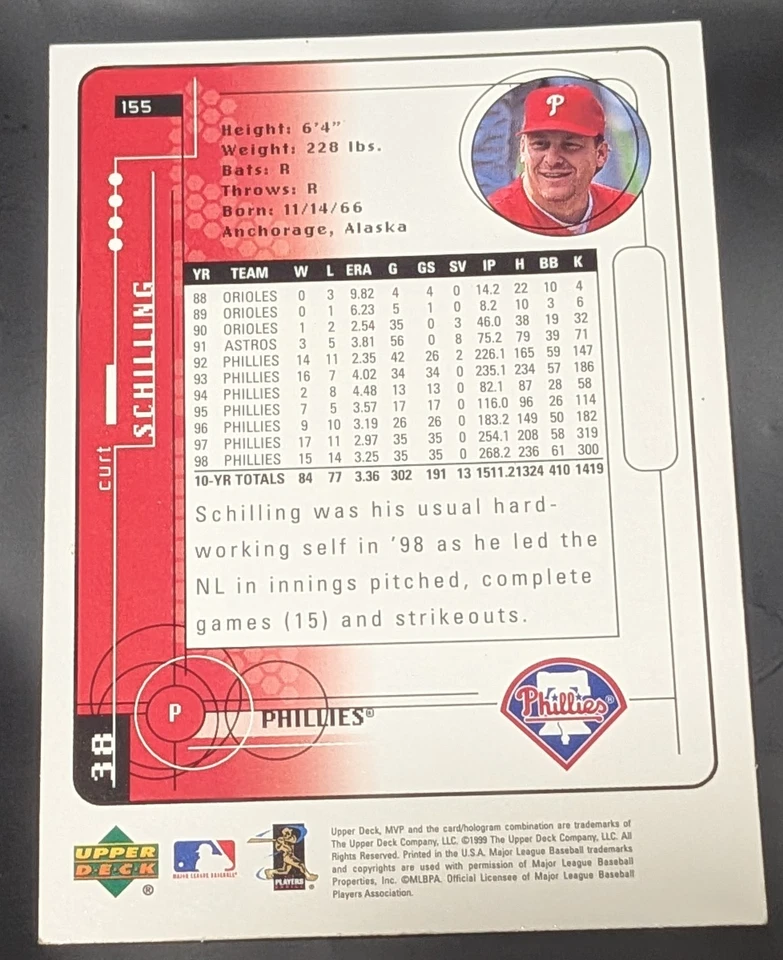 155
Height: 6'4"
Weight: 228 lbs.
Bats: R
Throws: R
Born: 11/14/66
Anchorage, Alaska
P
curt SCHILLING
YR TEAM W L ERA G GS SV IP H BB K
88 ORIOLES 0 3 9.82 4 4 0 14.2 22 10 4
89 ORIOLES 0 1 6.23 5 1 0 8.2 10 3 6
90 ORIOLES 1 2 2.54 35 0 3 46.0 38 19 32
91 ASTROS 3 5 3.81 56 0 8 75.2 79 39 71
92 PHILLIES 14 11 2.35 42 26 2 226.1 165 59 147
93 PHILLIES 16 7 4.02 34 34 0 235.1 234 57 186
94 PHILLIES 2 8 4.48 13 13 0 82.1 87 28 58
95 PHILLIES 7 5 3.57 17 17 0 116.0 96 26 114
96 PHILLIES 9 10 3.19 26 26 0 183.2 149 50 182
97 PHILLIES 17 11 2.97 35 35 0 254.1 208 58 319
98 PHILLIES 15 14 3.25 35 35 0 268.2 236 61 300
10-YR TOTALS 84 77 3.36 302 191 13 1511.2 1324 410 1419
Schilling was his usual hard-
working self in '98 as he led the
NL in innings pitched, complete
games (15) and strikeouts.
P
PHILLIES®
Phillies®
38
UPPER
DECK®
MAJOR LEAGUE BASEBALL®
PLAYERS
CHOICE®
Upper Deck, MVP and the card/hologram combination are trademarks of
The Upper Deck Company, LLC. ©1999 The Upper Deck Company, LLC. All
Rights Reserved. Printed in the U.S.A. Major League Baseball trademarks
and copyrights are used with permission of Major League Baseball
Properties, Inc. ©MLBPA. Official Licensee of Major League Baseball
Players Association.